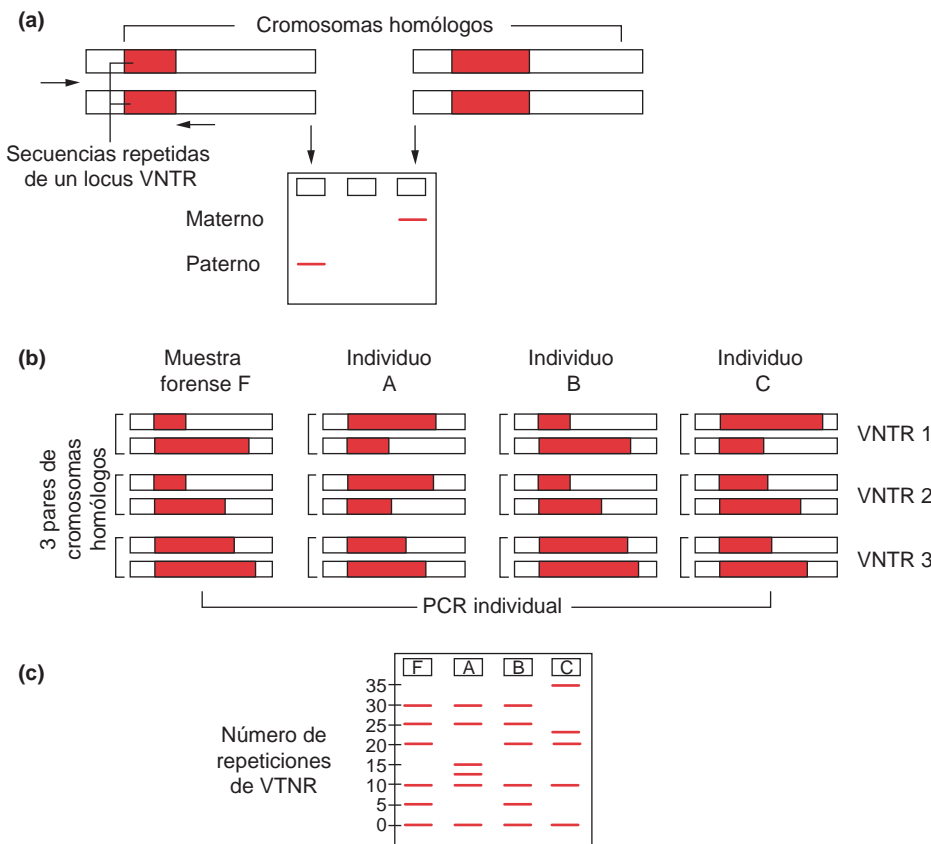 (a)
Cromosomas homólogos
Secuencias repetidas
de un locus VNTR
Materno
Paterno
(b)
Muestra
forense F
Individuo
A
Individuo
B
Individuo
C
3 pares de
cromosomas
homólogos
VNTR 1
VNTR 2
VNTR 3
PCR individual
(c)
F A B C
Número de
repeticiones
de VTNR
35
30
25
20
15
10
5
0